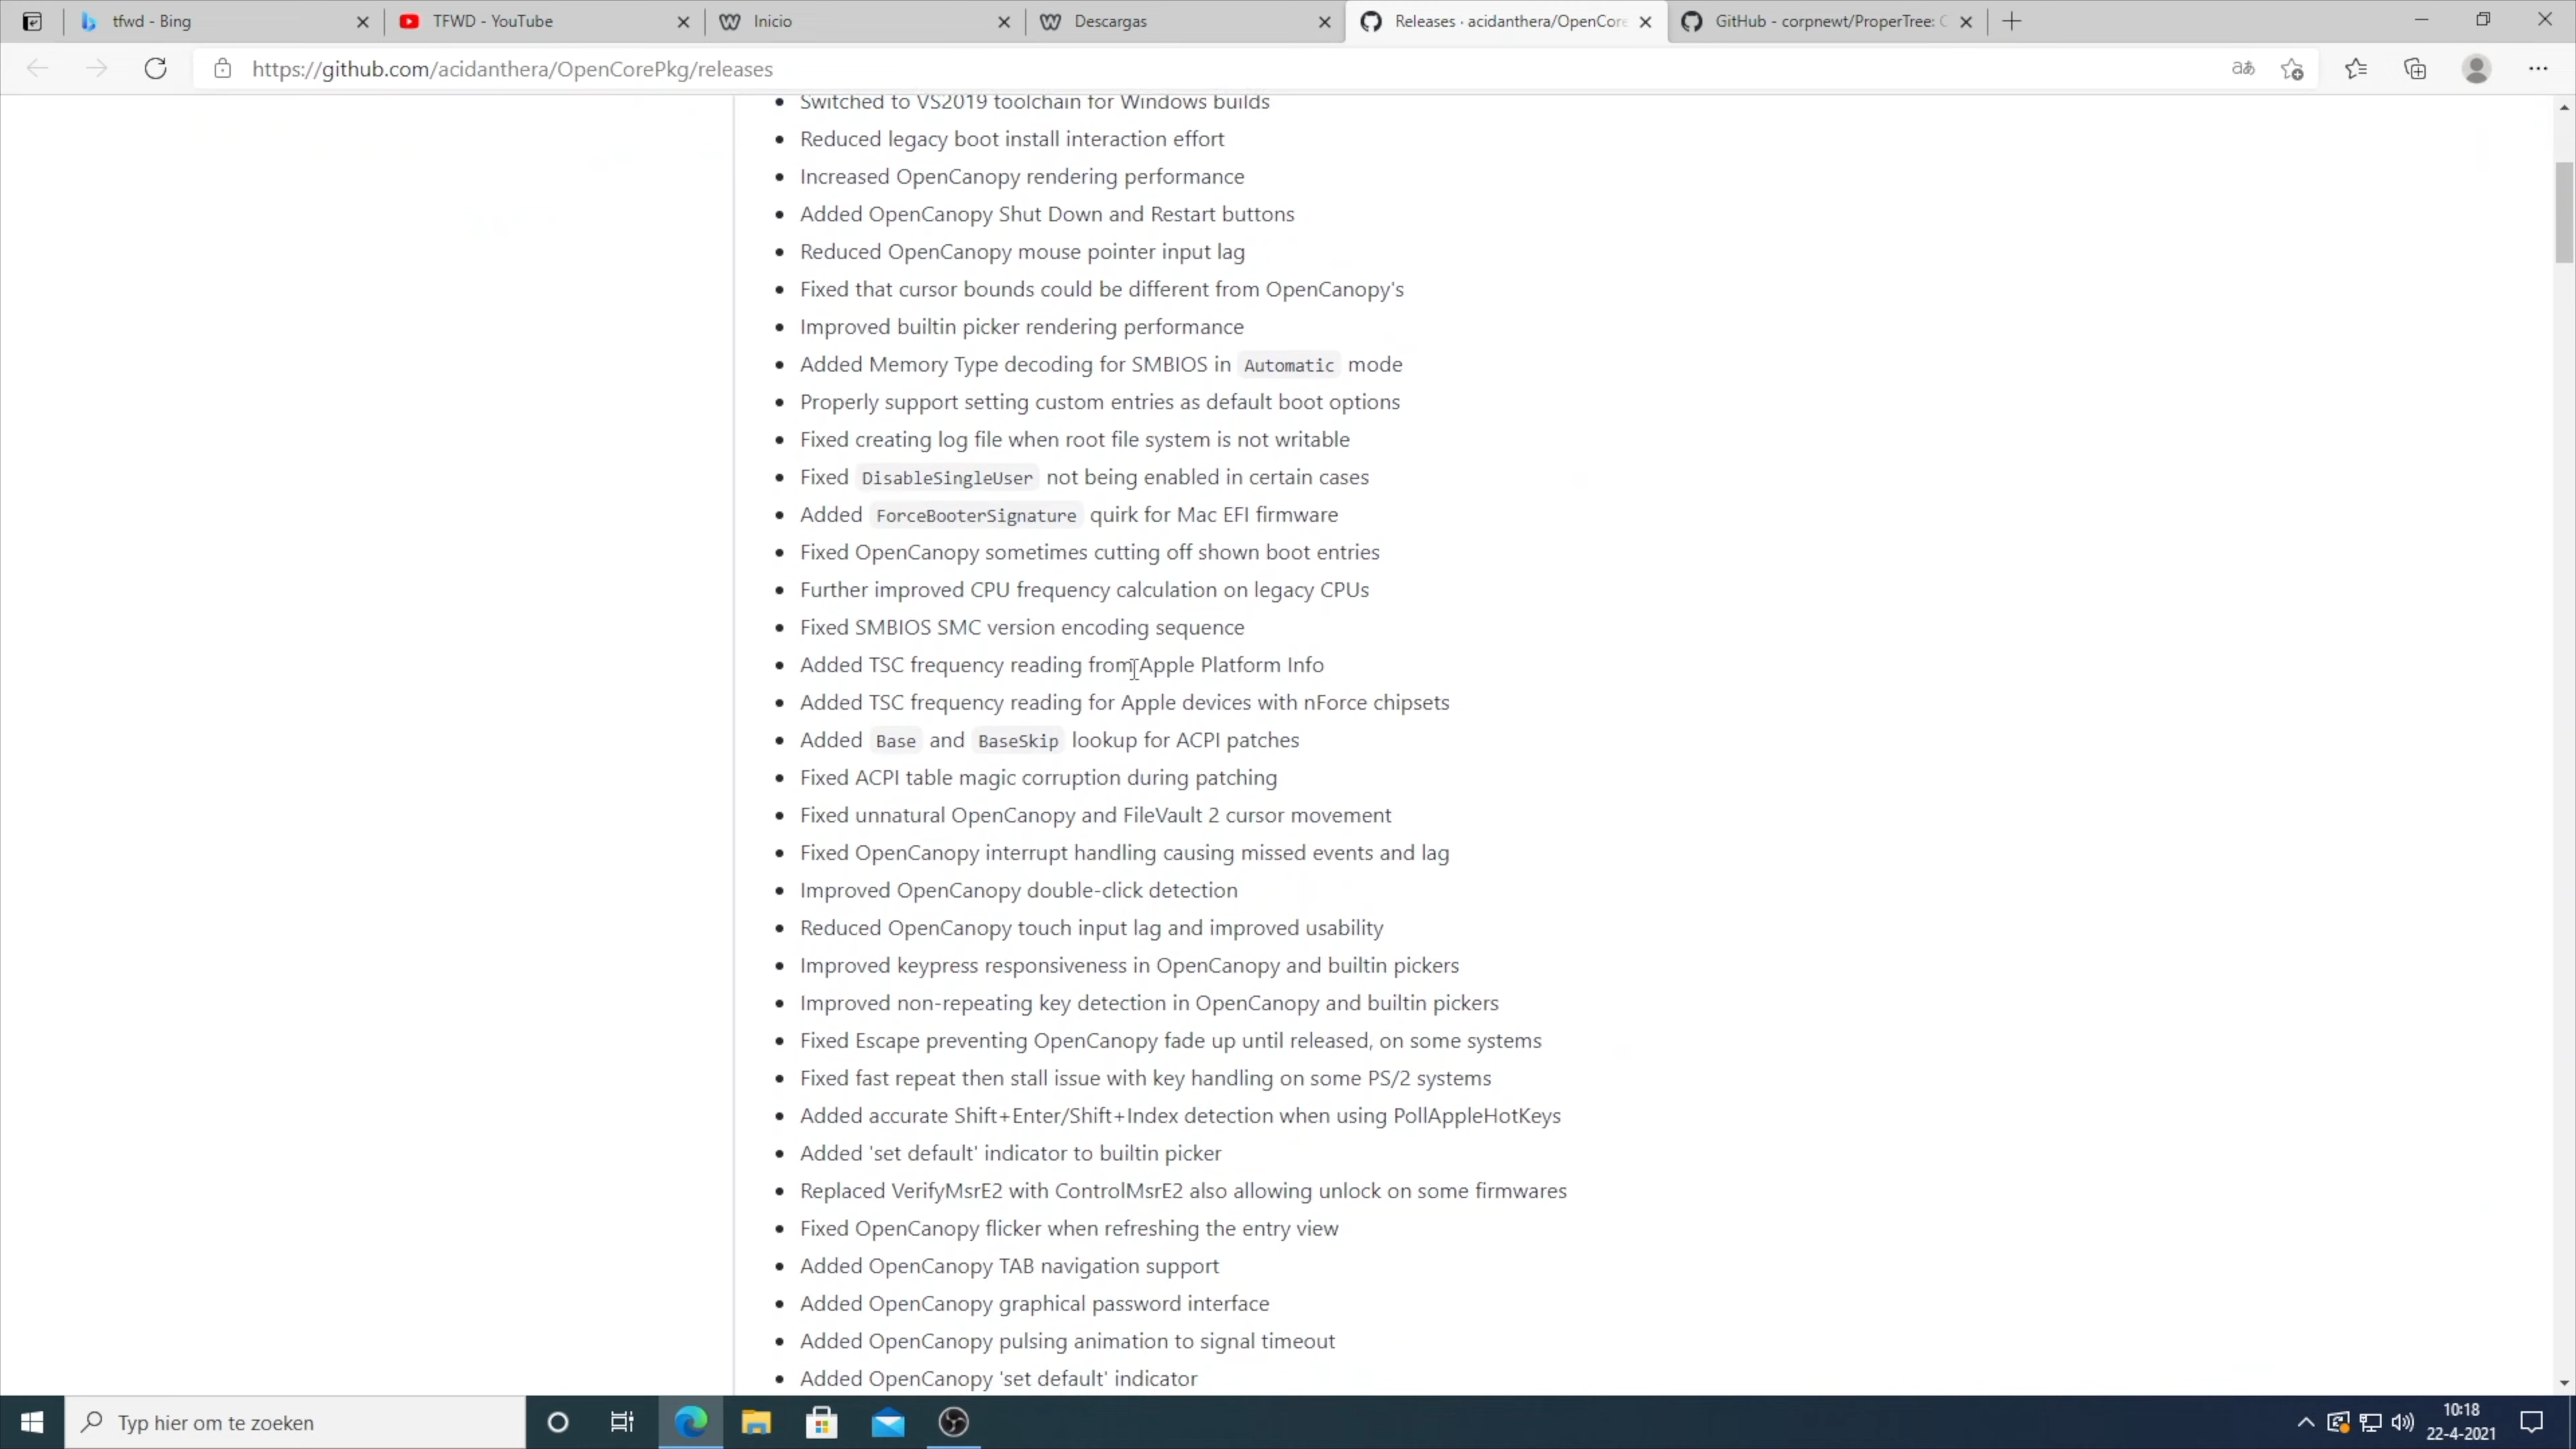 tfwd - Bing
TFWD - YouTube
Inicio
Descargas
Releases · acidanthera/OpenCore
GitHub - corpnewt/ProperTree: C
https://github.com/acidanthera/OpenCorePkg/releases
aあ
Switched to VS2019 toolchain for Windows builds
Reduced legacy boot install interaction effort
Increased OpenCanopy rendering performance
Added OpenCanopy Shut Down and Restart buttons
Reduced OpenCanopy mouse pointer input lag
Fixed that cursor bounds could be different from OpenCanopy's
Improved builtin picker rendering performance
Added Memory Type decoding for SMBIOS in Automatic mode
Properly support setting custom entries as default boot options
Fixed creating log file when root file system is not writable
Fixed DisableSingleUser not being enabled in certain cases
Added ForceBooterSignature quirk for Mac EFI firmware
Fixed OpenCanopy sometimes cutting off shown boot entries
Further improved CPU frequency calculation on legacy CPUs
Fixed SMBIOS SMC version encoding sequence
Added TSC frequency reading from Apple Platform Info
Added TSC frequency reading for Apple devices with nForce chipsets
Added Base and BaseSkip lookup for ACPI patches
Fixed ACPI table magic corruption during patching
Fixed unnatural OpenCanopy and FileVault 2 cursor movement
Fixed OpenCanopy interrupt handling causing missed events and lag
Improved OpenCanopy double-click detection
Reduced OpenCanopy touch input lag and improved usability
Improved keypress responsiveness in OpenCanopy and builtin pickers
Improved non-repeating key detection in OpenCanopy and builtin pickers
Fixed Escape preventing OpenCanopy fade up until released, on some systems
Fixed fast repeat then stall issue with key handling on some PS/2 systems
Added accurate Shift+Enter/Shift+Index detection when using PollAppleHotKeys
Added 'set default' indicator to builtin picker
Replaced VerifyMsrE2 with ControlMsrE2 also allowing unlock on some firmwares
Fixed OpenCanopy flicker when refreshing the entry view
Added OpenCanopy TAB navigation support
Added OpenCanopy graphical password interface
Added OpenCanopy pulsing animation to signal timeout
Added OpenCanopy 'set default' indicator
Typ hier om te zoeken
10:18
22-4-2021